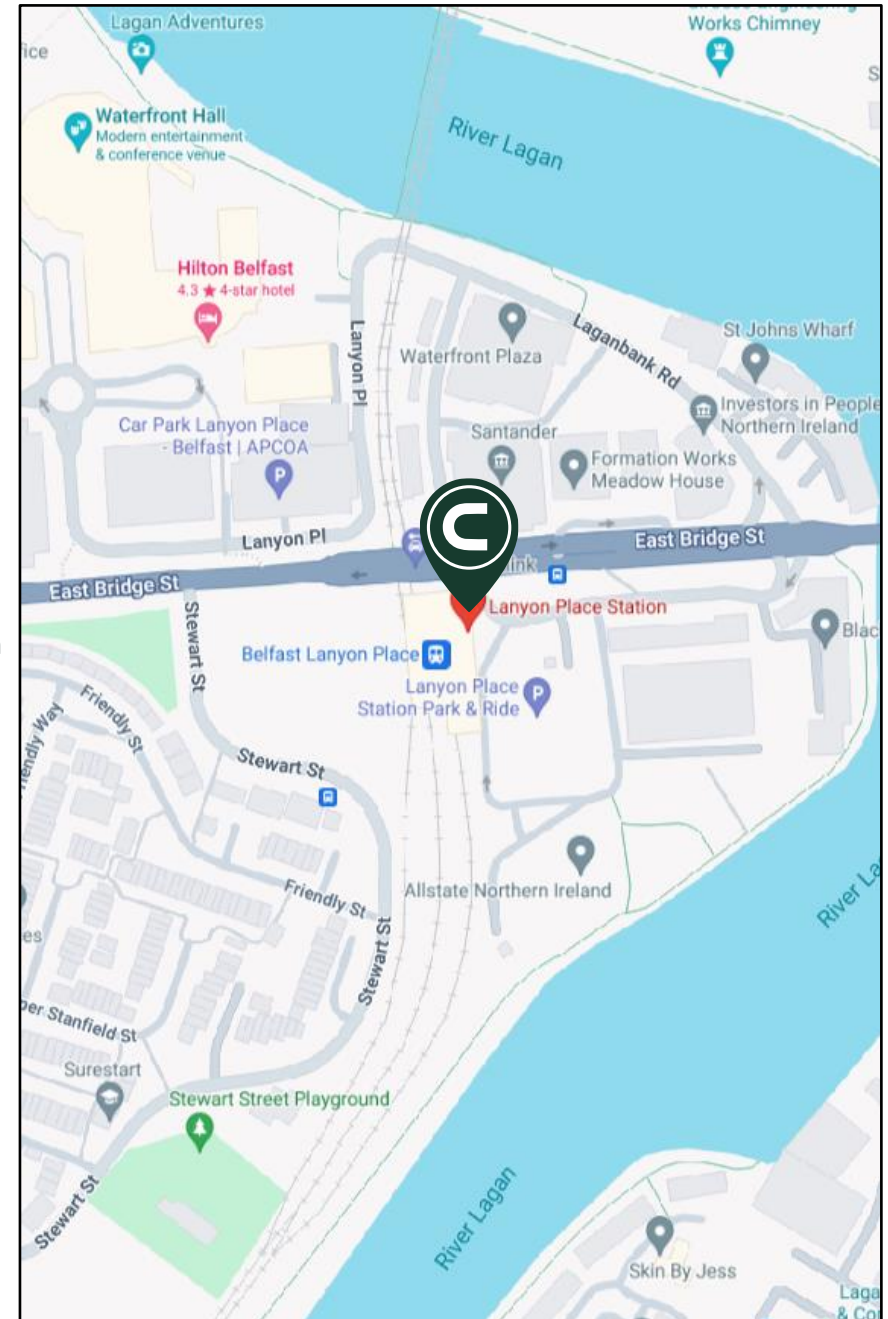 Lagan Adventures
Works Chimney
Waterfront Hall
Modern entertainment
& conference venue
River Lagan
Hilton Belfast
4.3 ★ 4-star hotel
Lanyon Pl
Waterfront Plaza
Laganbank Rd
St Johns Wharf
Investors in People
Northern Ireland
Car Park Lanyon Place
- Belfast | APCOA
Santander
Formation Works
Meadow House
Lanyon Pl
East Bridge St
East Bridge St
Lanyon Place Station
Stewart St
Belfast Lanyon Place
Lanyon Place
Station Park & Ride
Friendly St
Stewart St
Friendly St
Allstate Northern Ireland
River
Stewart St
Stanfield St
Surestart
Stewart Street Playground
Stewart St
River Lagan
Skin By Jess